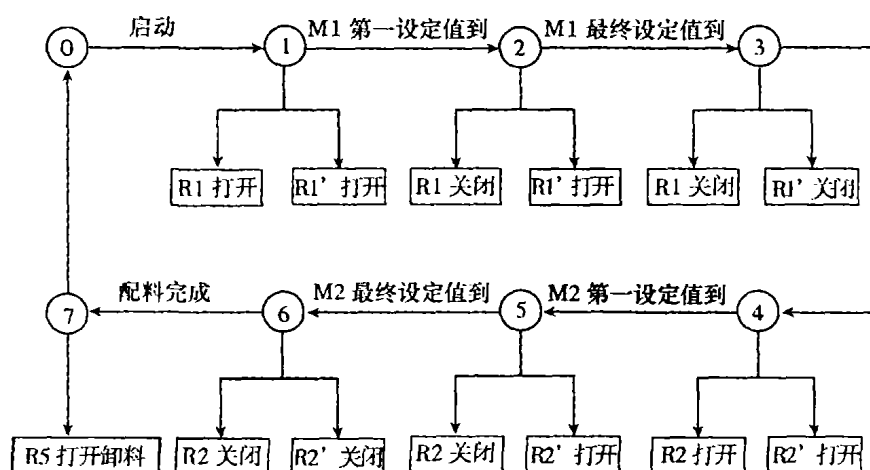 启动 M1 第一设定值到 M1 最终设定值到
0 1 2 3
R1 打开 R1’ 打开 R1 关闭 R1’ 打开 R1 关闭 R1’ 关闭
配料完成 M2 最终设定值到 M2 第一设定值到
7 6 5 4
R5 打开卸料 R2 关闭 R2’ 关闭 R2 关闭 R2’ 打开 R2 打开 R2’ 打开